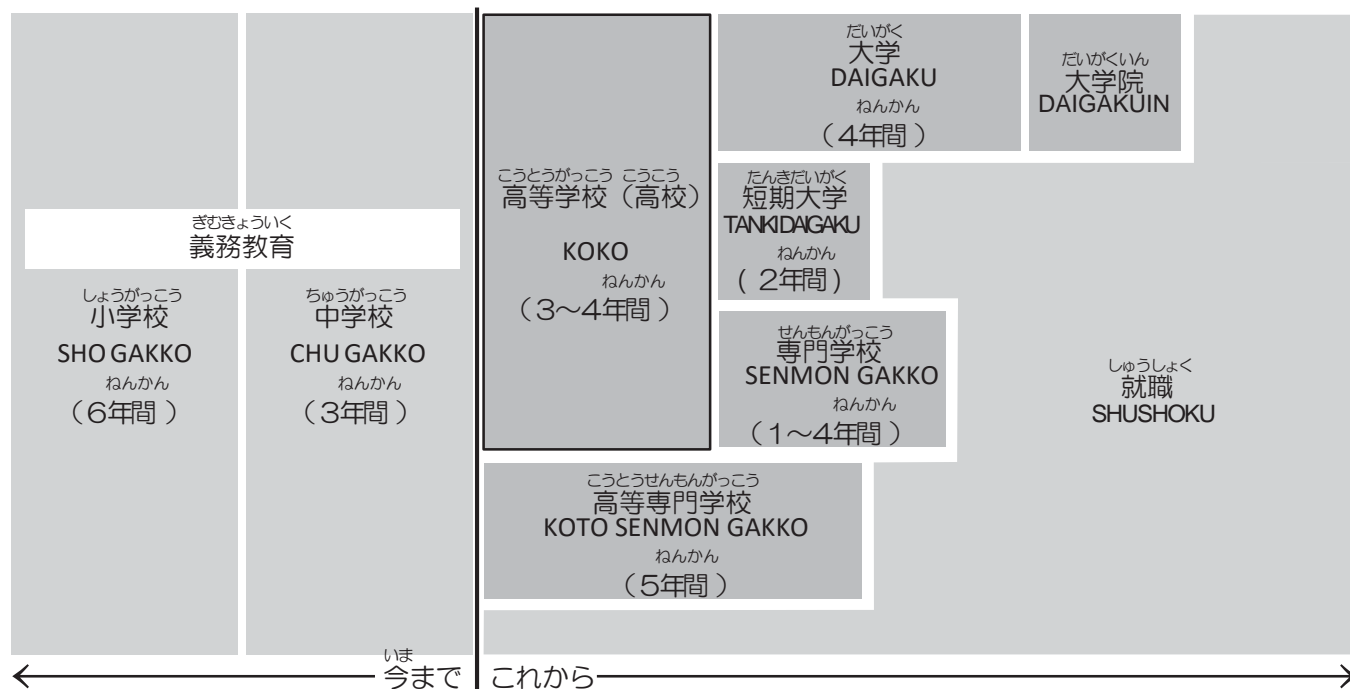 ぎむきょういく
義務教育
しょうがっこう
小学校
SHO GAKKO
ねんかん
（6年間）
ちゅうがっこう
中学校
CHU GAKKO
ねんかん
（3年間）
こうとうがっこう こうこう
高等学校（高校）
KOKO
ねんかん
（3～4年間）
だいがく
大学
DAIGAKU
ねんかん
（4年間）
だいがくいん
大学院
DAIGAKUIN
たんきだいがく
短期大学
TANKI DAIGAKU
ねんかん
（2年間）
せんもんがっこう
専門学校
SENMON GAKKO
ねんかん
（1～4年間）
こうとうせんもんがっこう
高等専門学校
KOTO SENMON GAKKO
ねんかん
（5年間）
しゅうしょく
就職
SHUSHOKU
いま
今まで
これから